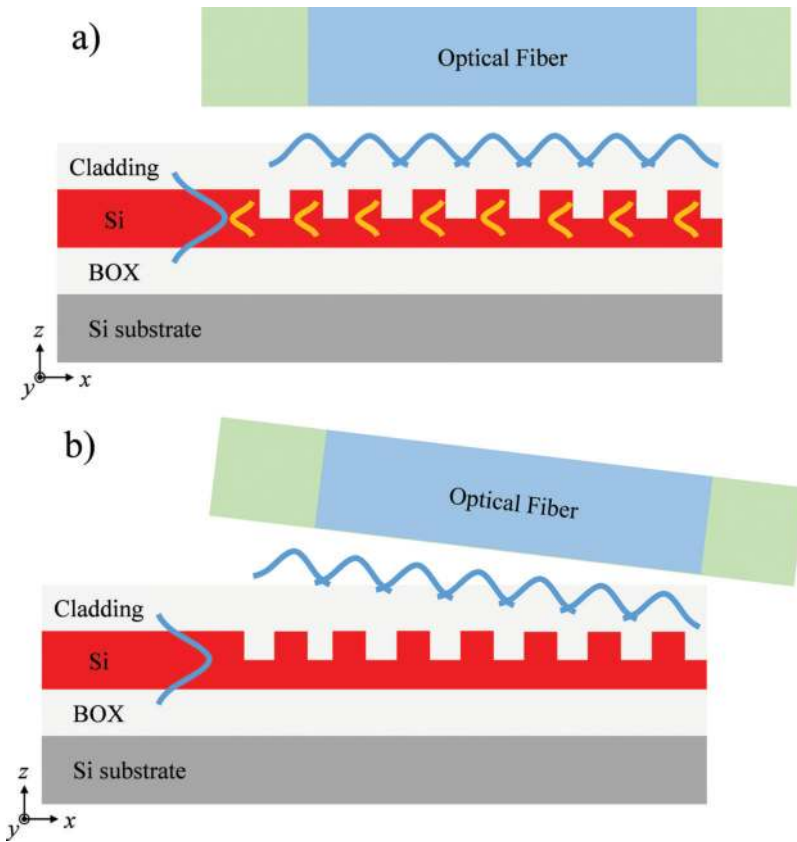 a)
Optical Fiber
Cladding
Si
BOX
Si substrate
z
y
x
b)
Optical Fiber
Cladding
Si
BOX
Si substrate
z
y
x